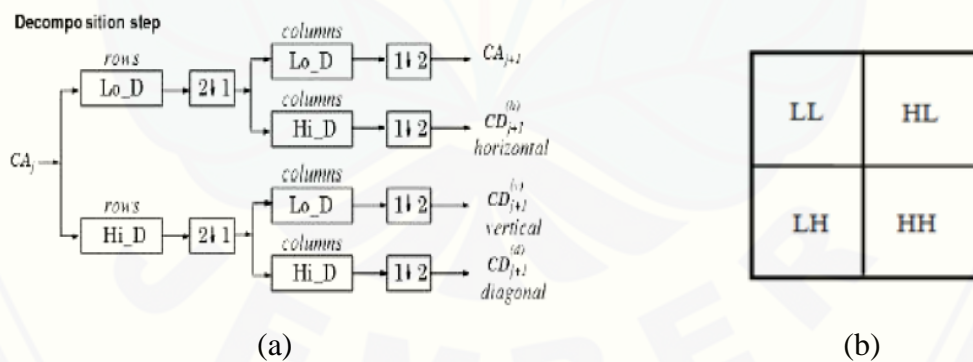 Decomposition step
rows
Lo_D
2↓1
columns
Lo_D
1↓2
CA_{j+1}
columns
Hi_D
1↓2
CD_{j+1}^{(h)}
horizontal
CA_j
rows
Hi_D
2↓1
columns
Lo_D
1↓2
CD_{j+1}^{(v)}
vertical
columns
Hi_D
1↓2
CD_{j+1}^{(d)}
diagonal
(a)
LL HL
LH HH
(b)
JEMBER